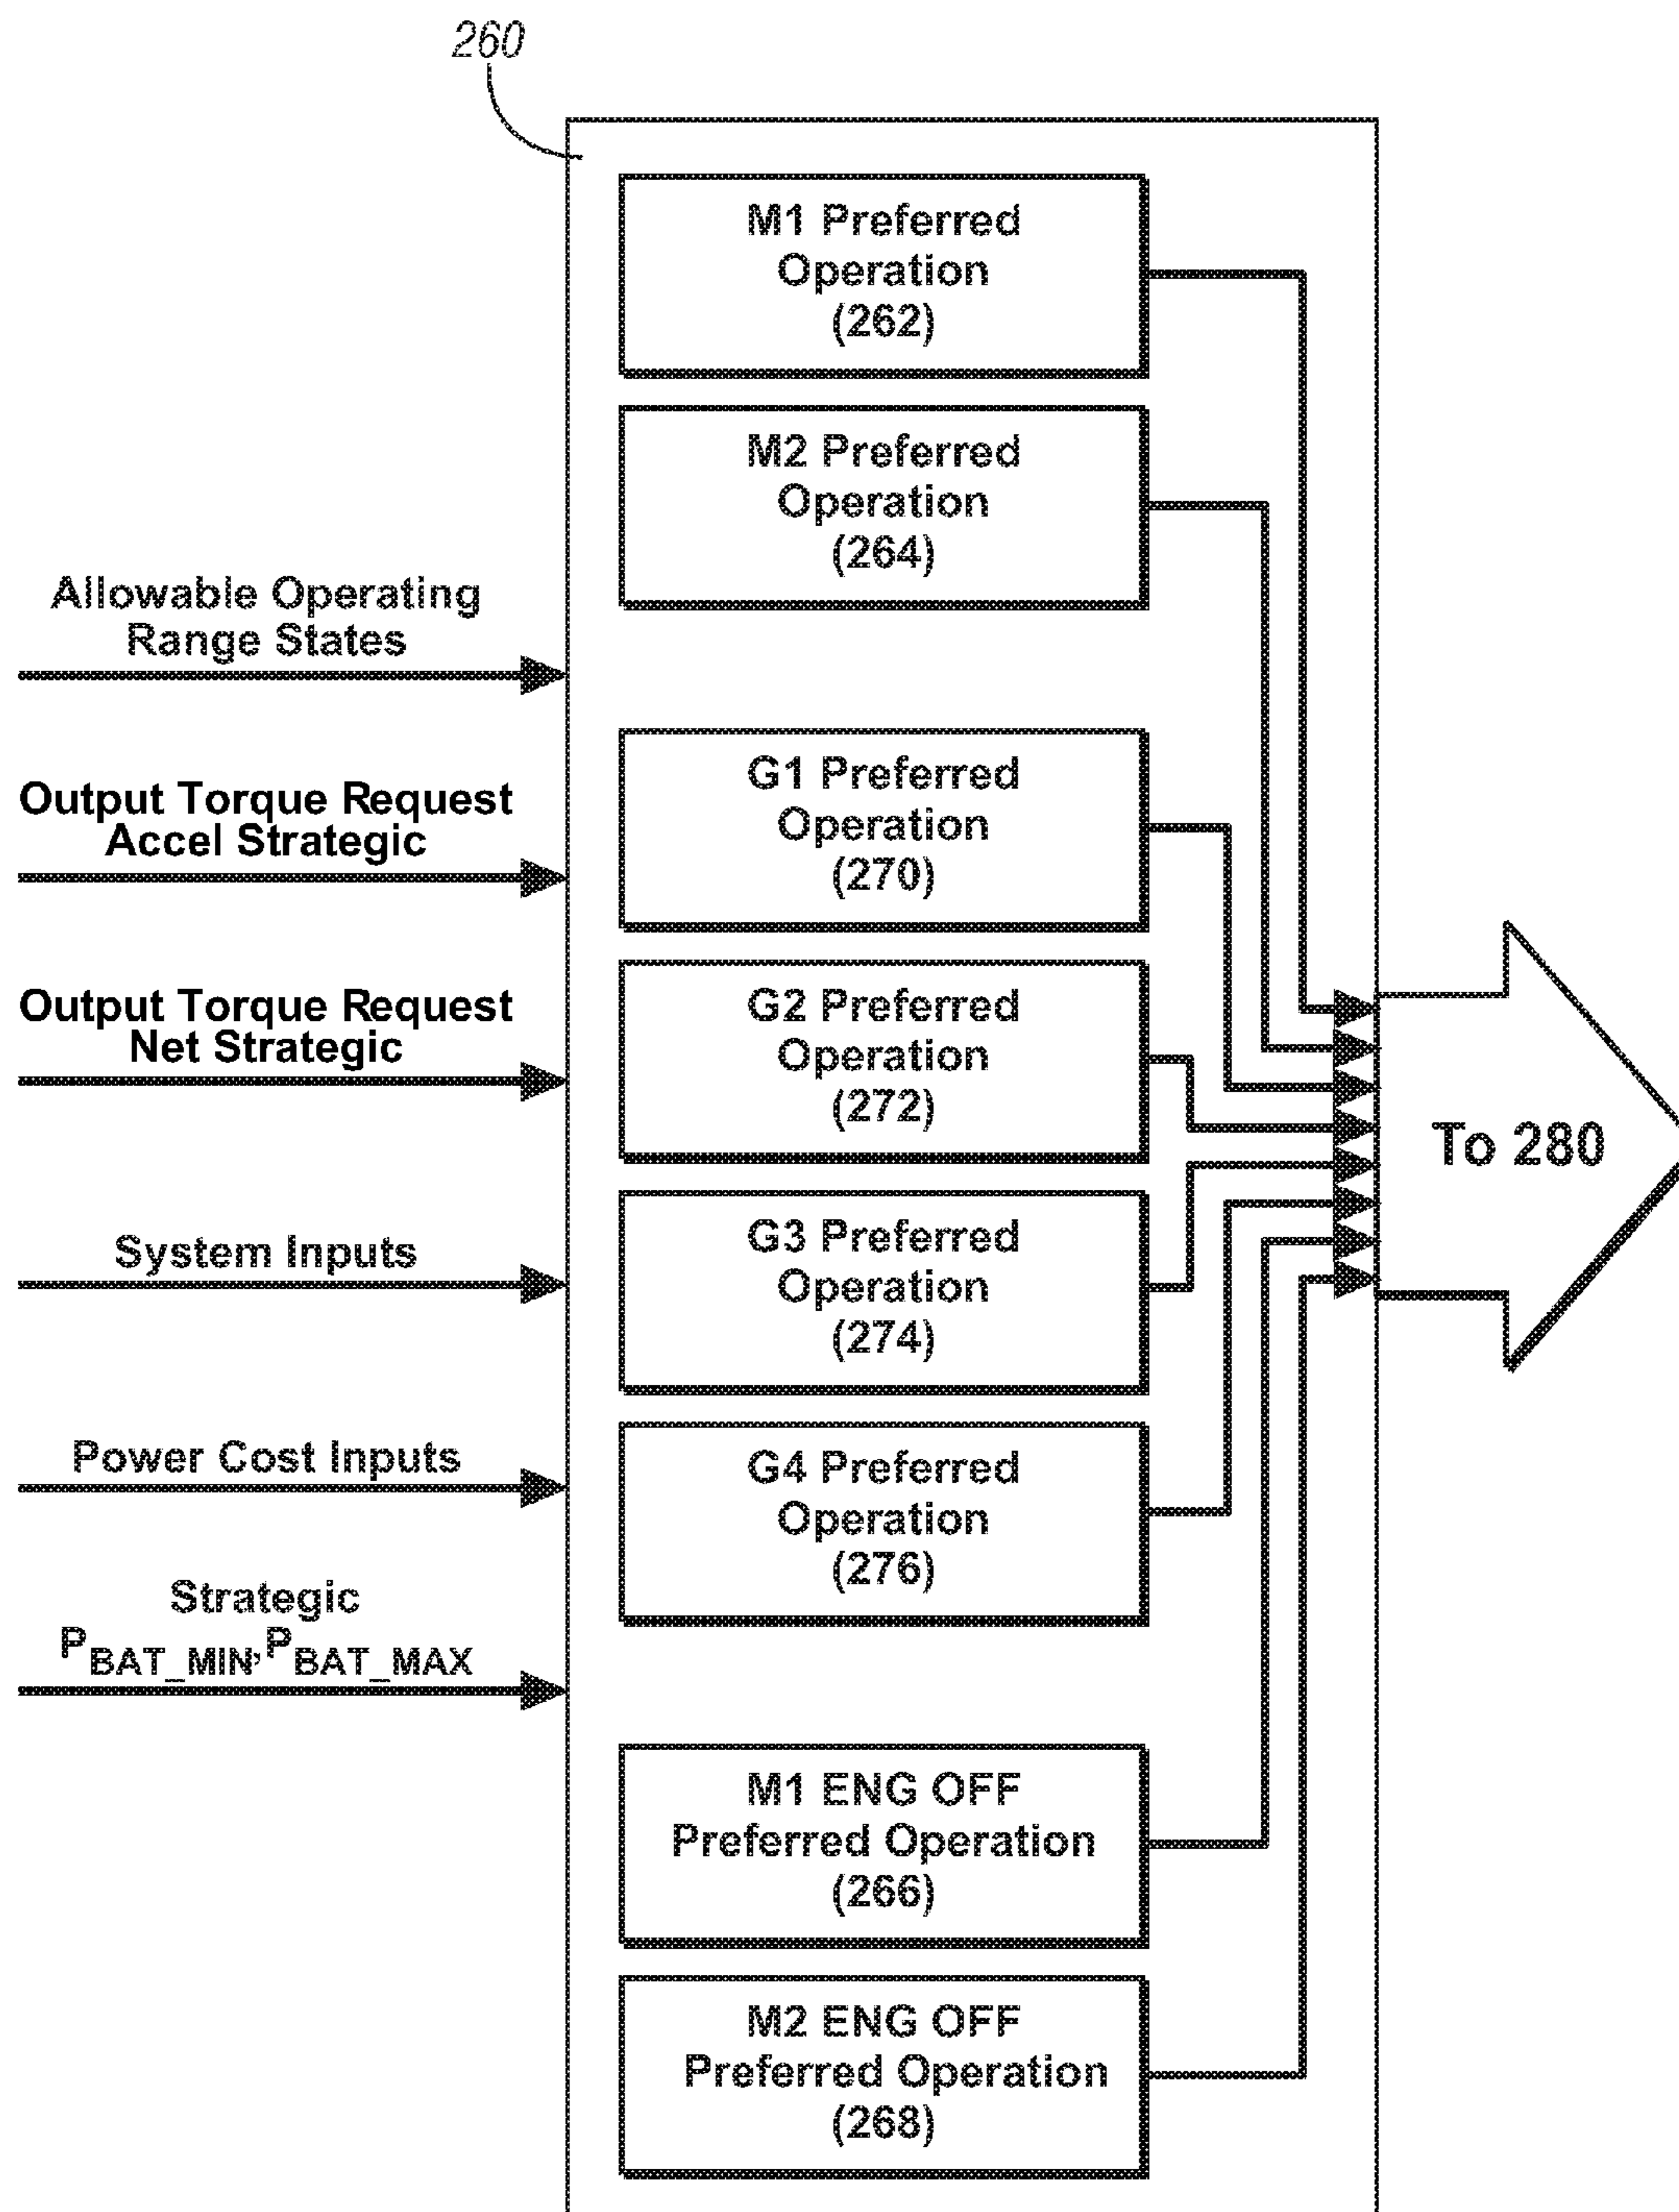 260
M1 Preferred
Operation
(262)
M2 Preferred
Operation
(264)
Allowable Operating
Range States
G1 Preferred
Operation
(270)
Output Torque Request
Accel Strategic
G2 Preferred
Operation
(272)
Output Torque Request
Net Strategic
To 280
G3 Preferred
Operation
(274)
System Inputs
G4 Preferred
Operation
(276)
Power Cost Inputs
Strategic
PBAT_MIN, PBAT_MAX
M1 ENG OFF
Preferred Operation
(266)
M2 ENG OFF
Preferred Operation
(268)